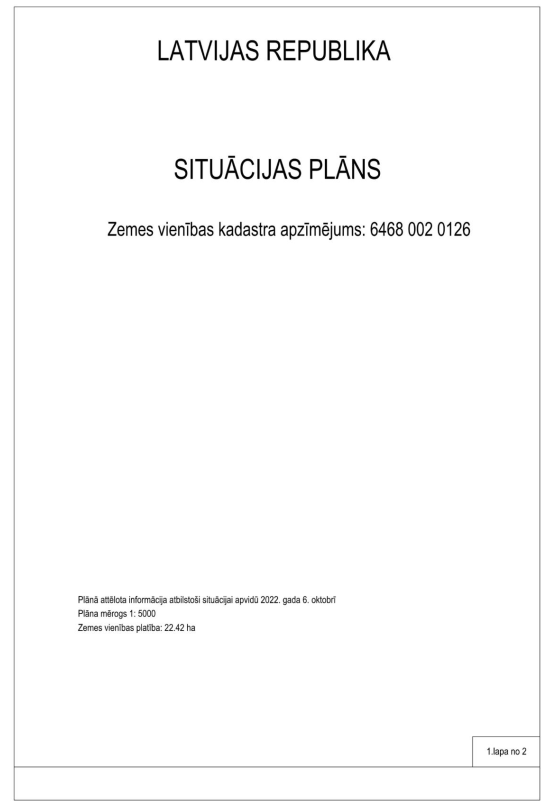 LATVIJAS REPUBLIKA
SITUĀCIJAS PLĀNS
Zemes vienības kadastra apzīmējums: 6468 002 0126
Plānā attēlota informācija atbilstoši situācijai apvidū 2022. gada 6. oktobrī
Plāna mērogs 1: 5000
Zemes vienības platība: 22.42 ha
1.lapa no 2